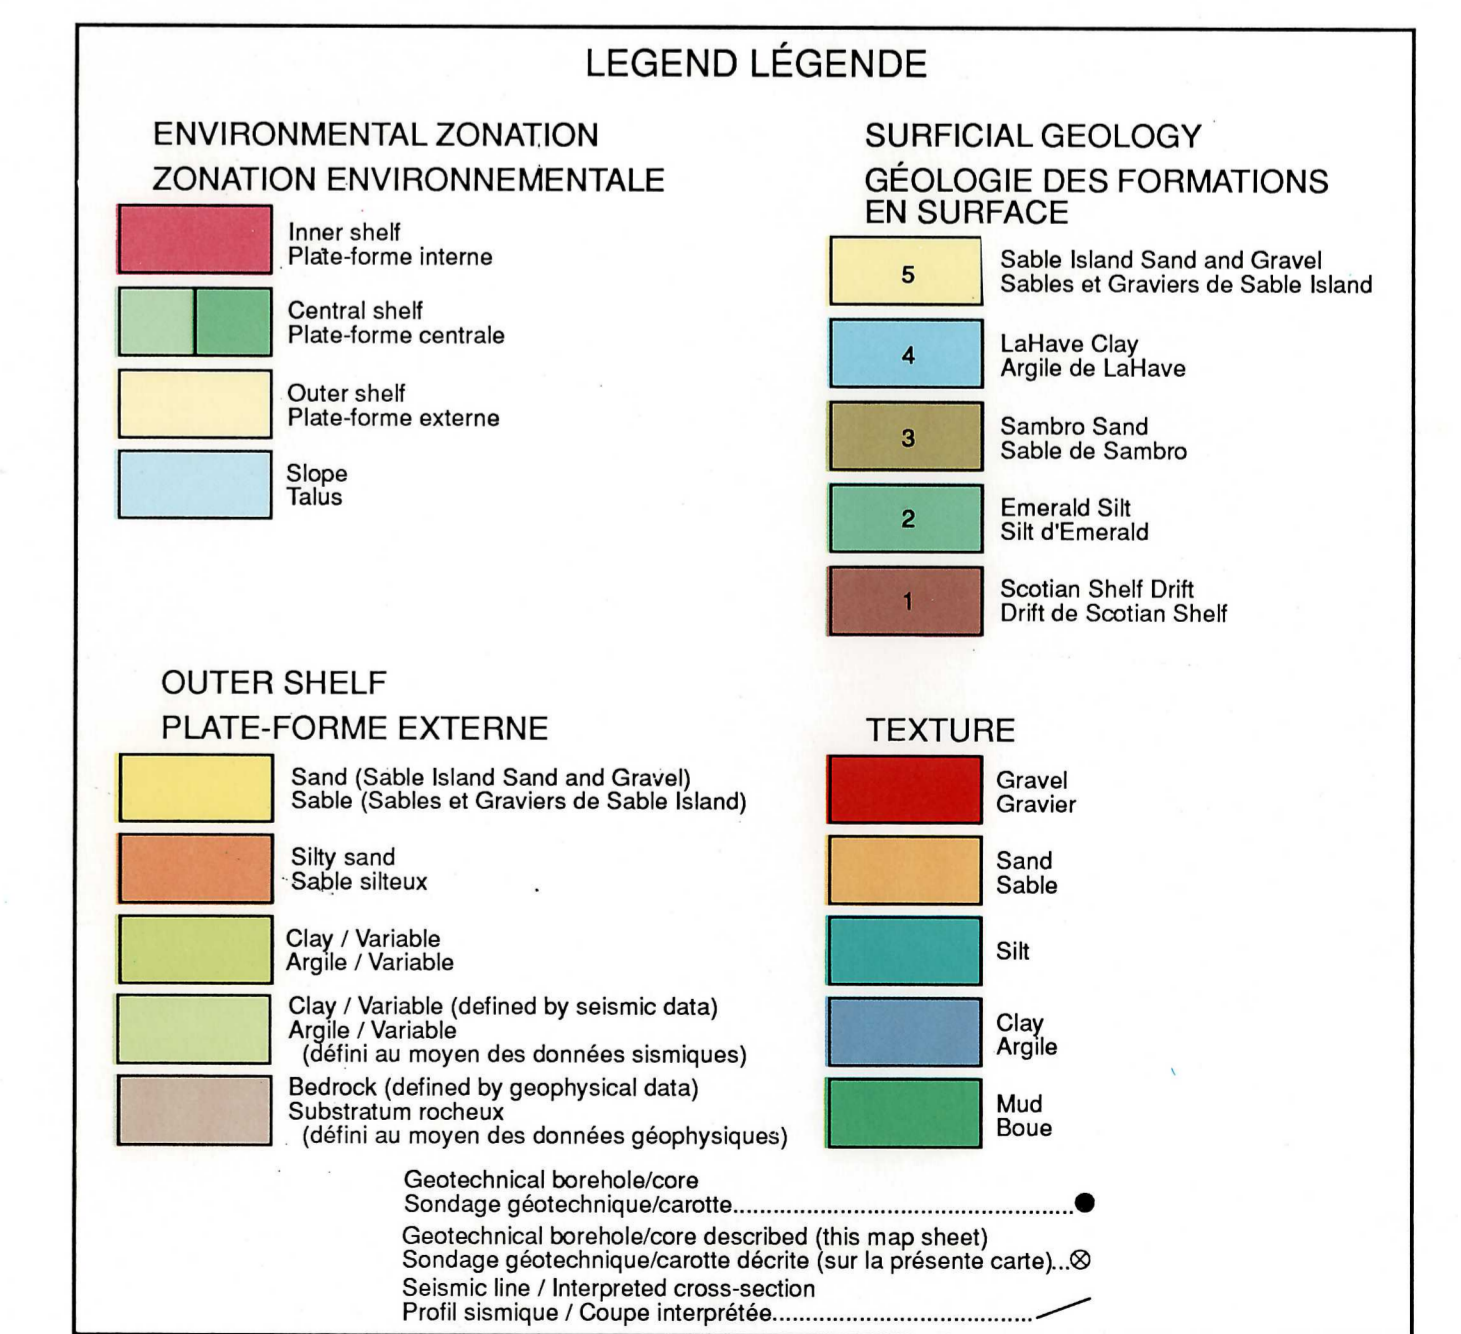 LEGEND LÉGENDE
ENVIRONMENTAL ZONATION
ZONATION ENVIRONNEMENTALE
Inner shelf
Plate-forme interne
Central shelf
Plate-forme centrale
Outer shelf
Plate-forme externe
Slope
Talus
SURFICIAL GEOLOGY
GÉOLOGIE DES FORMATIONS
EN SURFACE
5
Sable Island Sand and Gravel
Sables et Graviers de Sable Island
4
LaHave Clay
Argile de LaHave
3
Sambro Sand
Sable de Sambro
2
Emerald Silt
Silt d'Emerald
1
Scotian Shelf Drift
Drift de Scotian Shelf
OUTER SHELF
PLATE-FORME EXTERNE
Sand (Sable Island Sand and Gravel)
Sable (Sables et Graviers de Sable Island)
Silty sand
Sable silteux
Clay / Variable
Argile / Variable
Clay / Variable (defined by seismic data)
Argile / Variable
(défini au moyen des données sismiques)
Bedrock (defined by geophysical data)
Substratum rocheux
(défini au moyen des données géophysiques)
TEXTURE
Gravel
Gravier
Sand
Sable
Silt
Clay
Argile
Mud
Boue
Geotechnical borehole/core
Sondage géotechnique/carotte
Geotechnical borehole/core described (this map sheet)
Sondage géotechnique/carotte décrite (sur la présente carte)...
Seismic line / Interpreted cross-section
Profil sismique / Coupe interprétée